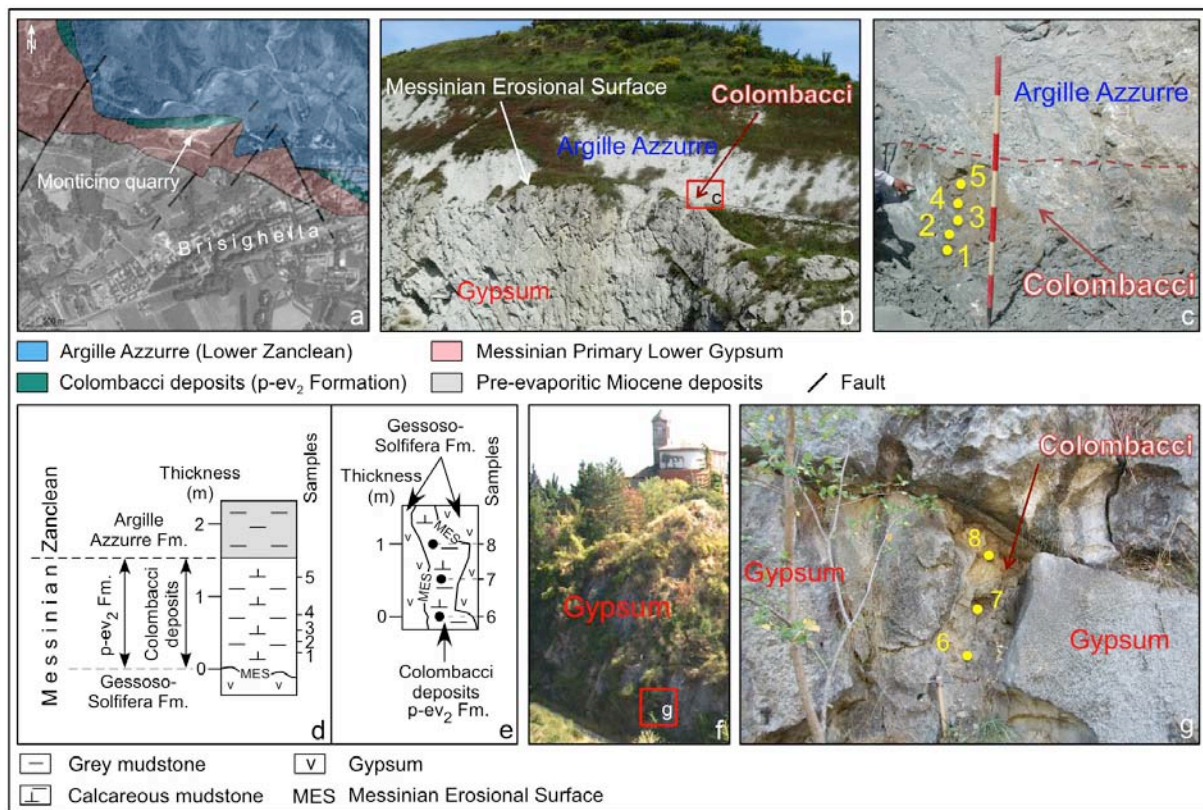 N
Monticino quarry
Brisighella
500 m
a
Messinian Erosional Surface
Colombacci
Argille Azzurre
c
Gypsum
b
Argille Azzurre
5
4
3
2
1
Colombacci
c
Argille Azzurre (Lower Zanclean)
Messinian Primary Lower Gypsum
Colombacci deposits (p-ev₂ Formation)
Pre-evaporitic Miocene deposits
Fault
Messinian Zanclean
Thickness
(m)
Samples
Argille
Azzurre Fm.
2
1
0
p-ev₂ Fm.
Colombacci
deposits
5
4
3
2
1
MES
v v
Gessoso-
Solfifera Fm.
d
Gessoso-
Solfifera Fm.
Thickness
(m)
Samples
v v
MES
1
8
v v
MES
7
v v
0
6
v
Colombacci
deposits
p-ev₂ Fm.
e
Gypsum
g
f
Colombacci
8
Gypsum
7
Gypsum
6
g
Grey mudstone
v Gypsum
Calcareous mudstone
MES Messinian Erosional Surface